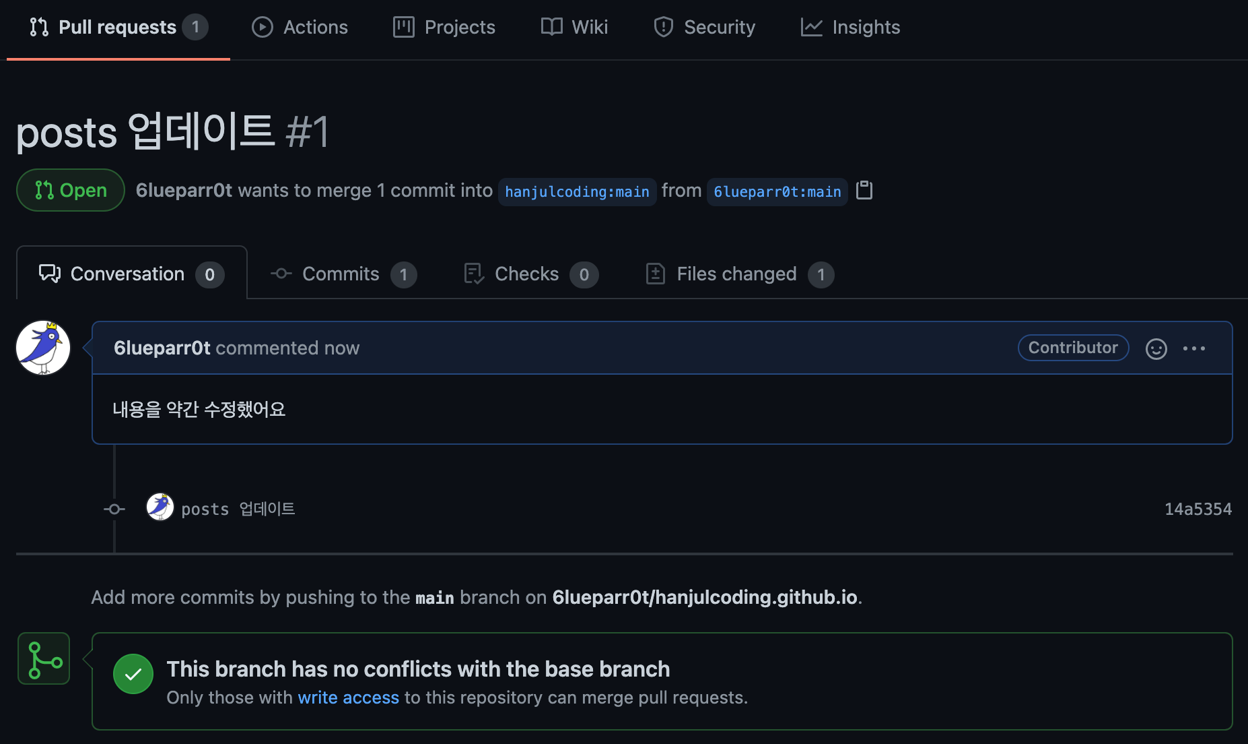 Pull requests 1 Actions Projects Wiki Security Insights
posts 업데이트 #1
Open 6lueparr0t wants to merge 1 commit into hanjulcoding:main from 6lueparr0t:main
Conversation 0 Commits 1 Checks 0 Files changed 1
6lueparr0t commented now Contributor
내용을 약간 수정했어요
posts 업데이트 14a5354
Add more commits by pushing to the main branch on 6lueparr0t/hanjulcoding.github.io.
This branch has no conflicts with the base branch
Only those with write access to this repository can merge pull requests.